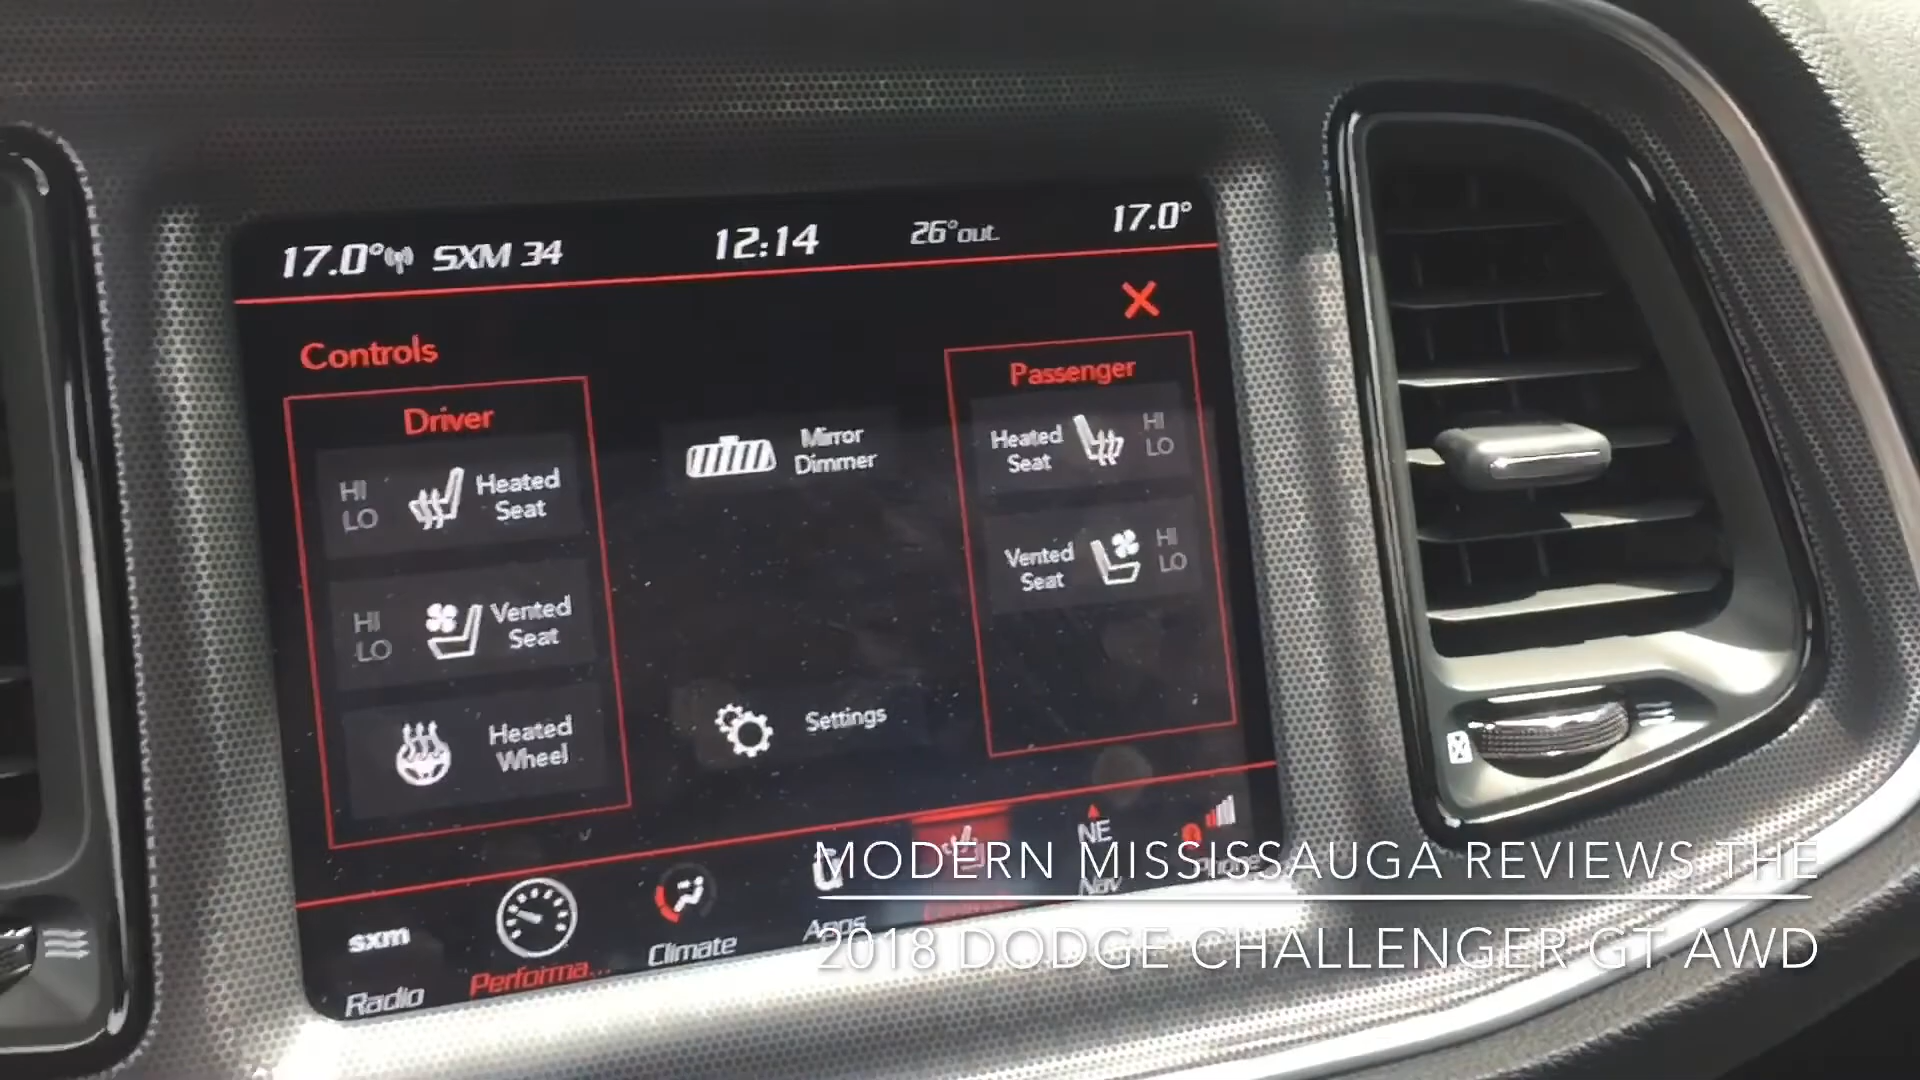 17.0° SXM 34 12:14 26°out. 17.0°
Controls
Driver
HI
LO
Heated
Seat
HI
LO
Vented
Seat
Heated
Wheel
Mirror
Dimmer
Settings
Passenger
Heated
Seat
HI
LO
Vented
Seat
HI
LO
sxm
Radio
Performa...
Climate
Apps
NE
Nav
MODERN MISSISSAUGA REVIEWS THE
2018 DODGE CHALLENGER GT AWD